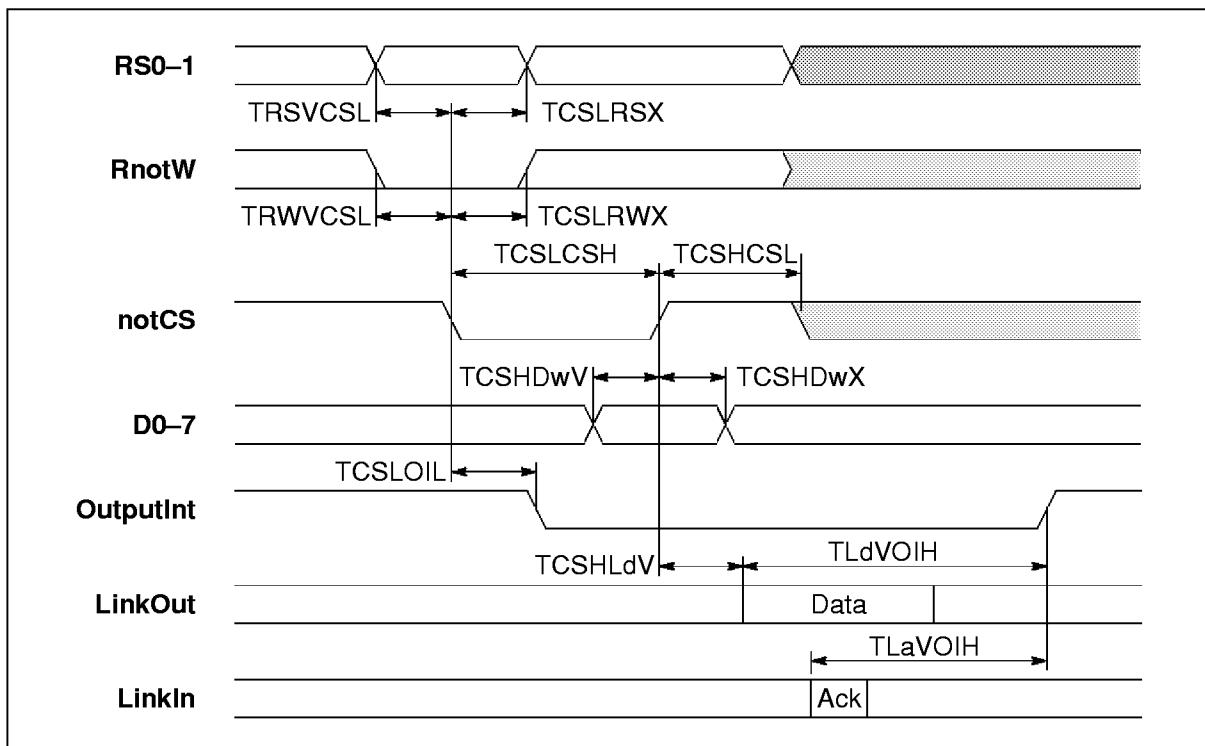 RS0–1
TRSVCSL TCSLRSX
RnotW
TRWVCSL TCSLRWX
TCSLCSH TCSHCSL
notCS
TCSHDwV TCSHDwX
D0–7
TCSLOIL
OutputInt
TCSHLdV TLdVOIH
LinkOut Data
TLaVOIH
LinkIn Ack